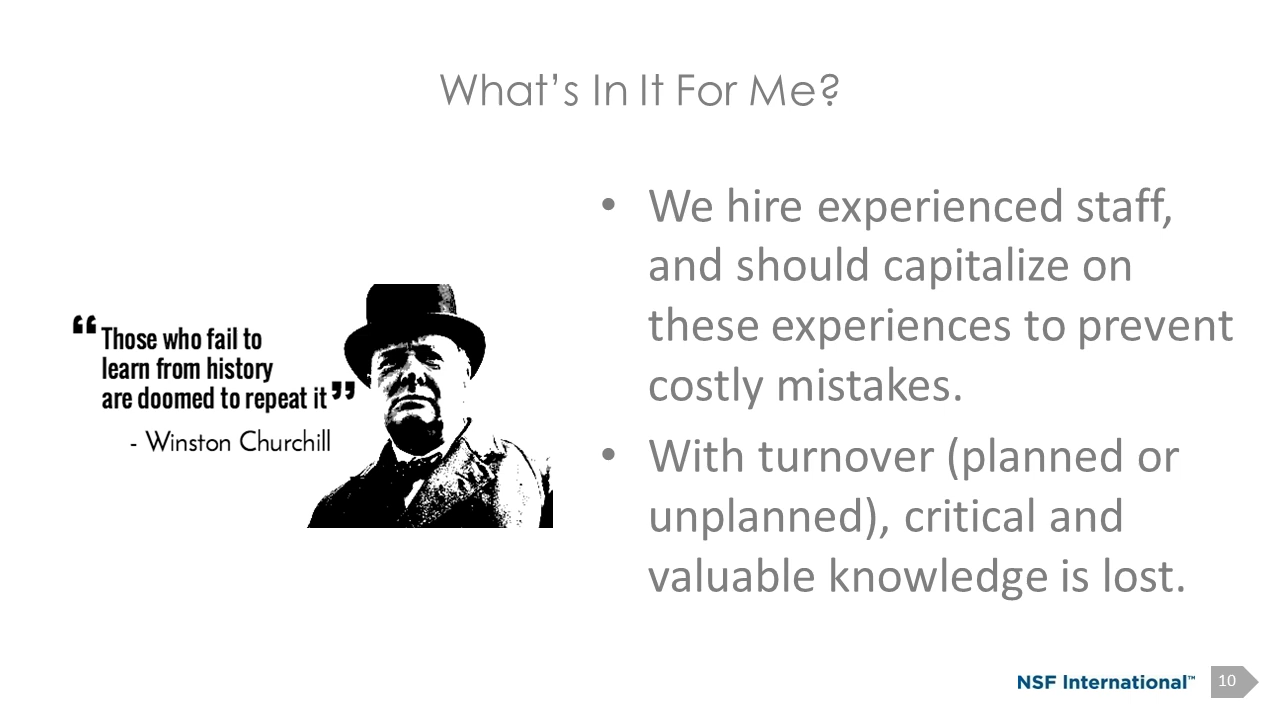 What’s In It For Me?
“Those who fail to
learn from history
are doomed to repeat it”
- Winston Churchill
• We hire experienced staff,
and should capitalize on
these experiences to prevent
costly mistakes.
• With turnover (planned or
unplanned), critical and
valuable knowledge is lost.
NSF International™
10